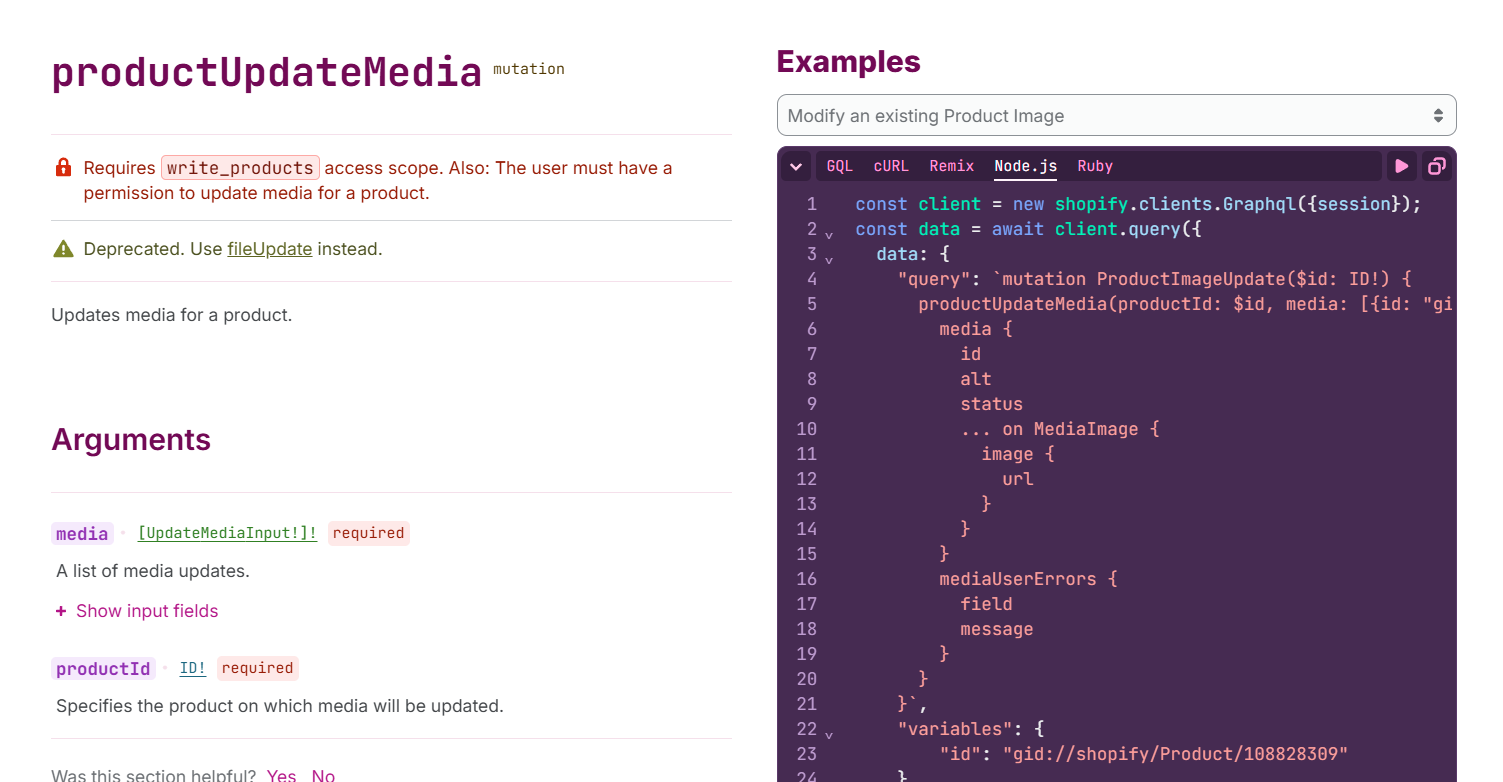 productUpdateMedia mutation
Requires write_products access scope. Also: The user must have a
permission to update media for a product.
Deprecated. Use fileUpdate instead.
Updates media for a product.
Arguments
media · [UpdateMediaInput!]! required
A list of media updates.
+ Show input fields
productId · ID! required
Specifies the product on which media will be updated.
Was this section helpful? Yes No
Examples
Modify an existing Product Image
GQL cURL Remix Node.js Ruby
1 const client = new shopify.clients.Graphql({session});
2 const data = await client.query({
3 data: {
4 "query": `mutation ProductImageUpdate($id: ID!) {
5 productUpdateMedia(productId: $id, media: [{id: "gi
6 media {
7 id
8 alt
9 status
10 ... on MediaImage {
11 image {
12 url
13 }
14 }
15 }
16 mediaUserErrors {
17 field
18 message
19 }
20 }
21 }`,
22 "variables": {
23 "id": "gid://shopify/Product/108828309"
24 },